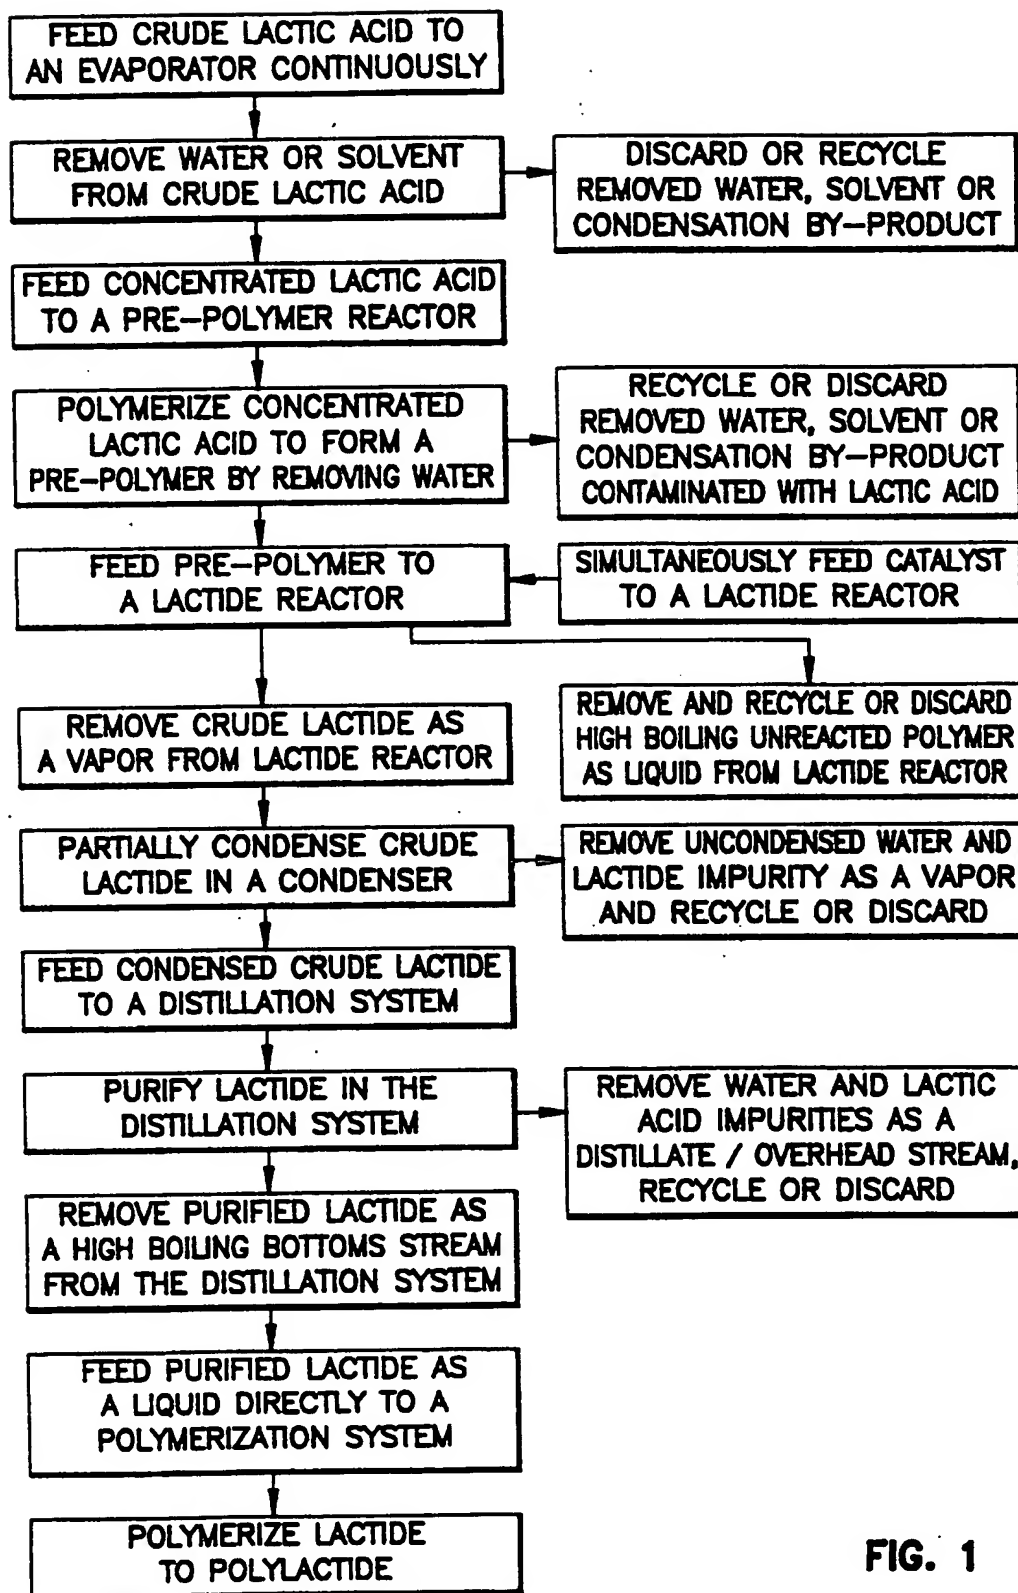 FEED CRUDE LACTIC ACID TO
AN EVAPORATOR CONTINUOUSLY
REMOVE WATER OR SOLVENT
FROM CRUDE LACTIC ACID
DISCARD OR RECYCLE
REMOVED WATER, SOLVENT OR
CONDENSATION BY-PRODUCT
FEED CONCENTRATED LACTIC ACID
TO A PRE-POLYMER REACTOR
POLYMERIZE CONCENTRATED
LACTIC ACID TO FORM A
PRE-POLYMER BY REMOVING WATER
RECYCLE OR DISCARD
REMOVED WATER, SOLVENT OR
CONDENSATION BY-PRODUCT
CONTAMINATED WITH LACTIC ACID
FEED PRE-POLYMER TO
A LACTIDE REACTOR
SIMULTANEOUSLY FEED CATALYST
TO A LACTIDE REACTOR
REMOVE CRUDE LACTIDE AS
A VAPOR FROM LACTIDE REACTOR
REMOVE AND RECYCLE OR DISCARD
HIGH BOILING UNREACTED POLYMER
AS LIQUID FROM LACTIDE REACTOR
PARTIALLY CONDENSE CRUDE
LACTIDE IN A CONDENSER
REMOVE UNCONDENSED WATER AND
LACTIDE IMPURITY AS A VAPOR
AND RECYCLE OR DISCARD
FEED CONDENSED CRUDE LACTIDE
TO A DISTILLATION SYSTEM
PURIFY LACTIDE IN THE
DISTILLATION SYSTEM
REMOVE WATER AND LACTIC
ACID IMPURITIES AS A
DISTILLATE / OVERHEAD STREAM,
RECYCLE OR DISCARD
REMOVE PURIFIED LACTIDE AS
A HIGH BOILING BOTTOMS STREAM
FROM THE DISTILLATION SYSTEM
FEED PURIFIED LACTIDE AS
A LIQUID DIRECTLY TO A
POLYMERIZATION SYSTEM
POLYMERIZE LACTIDE
TO POLYLACTIDE
FIG. 1